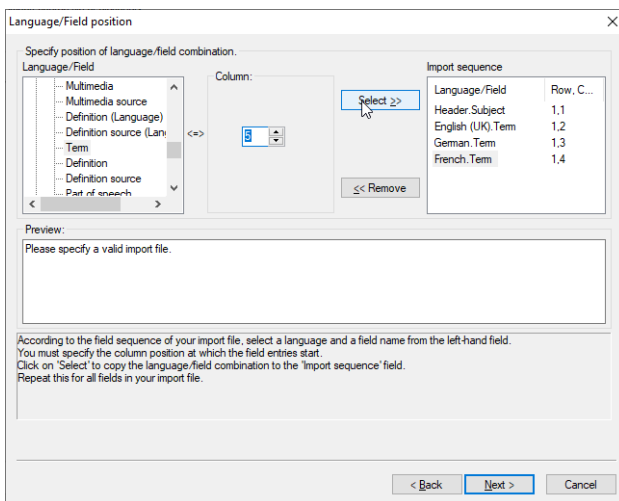 Language/Field position
Specify position of language/field combination.
Language/Field
Multimedia
Multimedia source
Definition (Language)
Definition source (Lang
Term
Definition
Definition source
Part of speech
<=>
Column:
5
Select >>
<< Remove
Import sequence
Language/Field Row, C...
Header.Subject 1,1
English (UK).Term 1,2
German.Term 1,3
French.Term 1,4
Preview:
Please specify a valid import file.
According to the field sequence of your import file, select a language and a field name from the left-hand field.
You must specify the column position at which the field entries start.
Click on 'Select' to copy the language/field combination to the 'Import sequence' field.
Repeat this for all fields in your import file.
< Back Next > Cancel